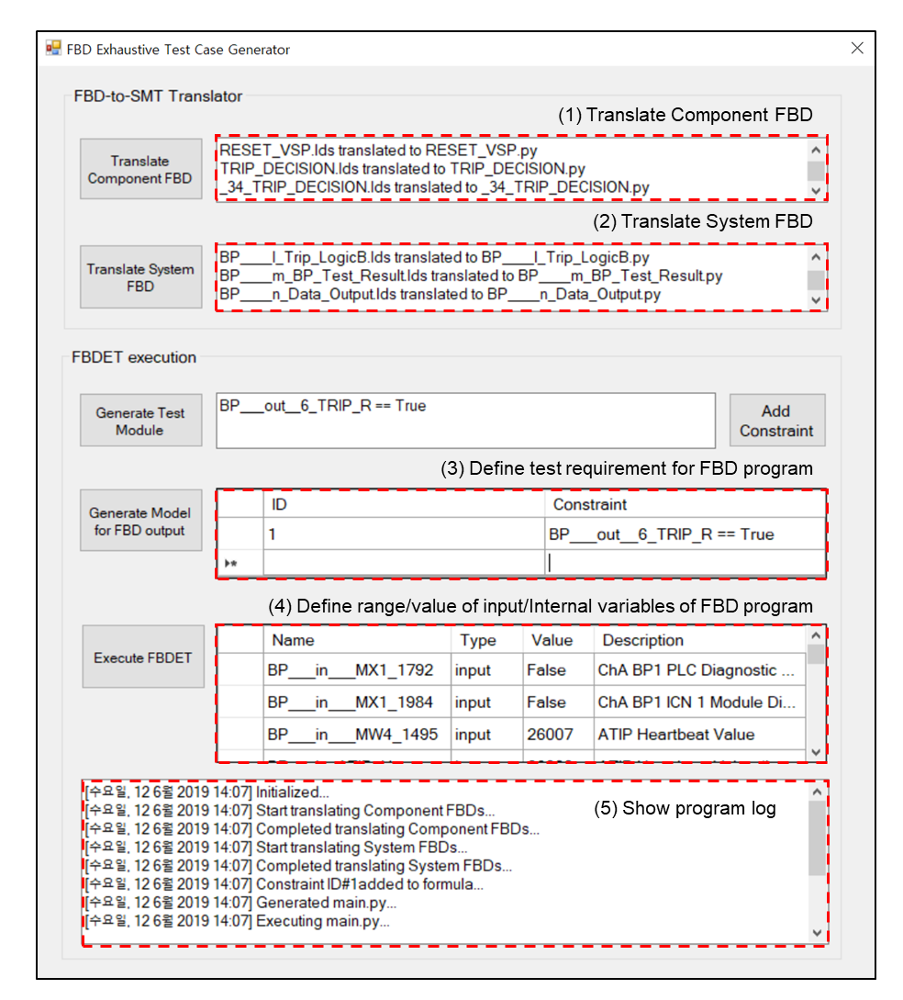 FBD Exhaustive Test Case Generator
FBD-to-SMT Translator
(1) Translate Component FBD
Translate
Component FBD
RESET_VSP.lds translated to RESET_VSP.py
TRIP_DECISION.lds translated to TRIP_DECISION.py
_34_TRIP_DECISION.lds translated to _34_TRIP_DECISION.py
(2) Translate System FBD
Translate System
FBD
BP____l_Trip_LogicB.lds translated to BP____l_Trip_LogicB.py
BP____m_BP_Test_Result.lds translated to BP____m_BP_Test_Result.py
BP____n_Data_Output.lds translated to BP____n_Data_Output.py
FBDET execution
Generate Test
Module
BP___out__6_TRIP_R == True
Add
Constraint
(3) Define test requirement for FBD program
Generate Model
for FBD output
ID Constraint
1 BP___out__6_TRIP_R == True
(4) Define range/value of input/Internal variables of FBD program
Execute FBDET
Name Type Value Description
BP___in___MX1_1792 input False ChA BP1 PLC Diagnostic ...
BP___in___MX1_1984 input False ChA BP1 ICN 1 Module Di...
BP___in___MW4_1495 input 26007 ATIP Heartbeat Value
(5) Show program log
[수요일, 12 6월 2019 14:07] Initialized...
[수요일, 12 6월 2019 14:07] Start translating Component FBDs...
[수요일, 12 6월 2019 14:07] Completed translating Component FBDs...
[수요일, 12 6월 2019 14:07] Start translating System FBDs...
[수요일, 12 6월 2019 14:07] Completed translating System FBDs...
[수요일, 12 6월 2019 14:07] Constraint ID#1added to formula...
[수요일, 12 6월 2019 14:07] Generated main.py...
[수요일, 12 6월 2019 14:07] Executing main.py...